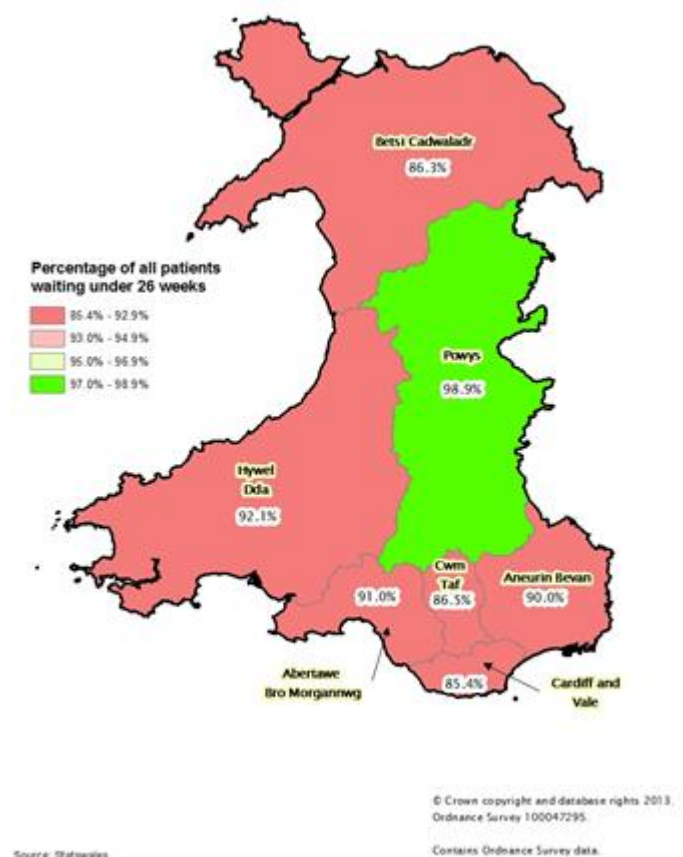 Betsi Cadwaladr
86.3%
Percentage of all patients
waiting under 26 weeks
85.4% - 92.9%
93.0% - 94.9%
95.0% - 96.9%
97.0% - 98.9%
Powys
98.9%
Hywel
Dda
92.1%
Cwm
Taf
86.5%
Aneurin Bevan
90.0%
91.0%
Abertawe
Bro Morgannwg
85.4%
Cardiff and
Vale
© Crown copyright and database rights 2013.
Ordnance Survey 100047295.
Contains Ordnance Survey data.
Source: Statswales